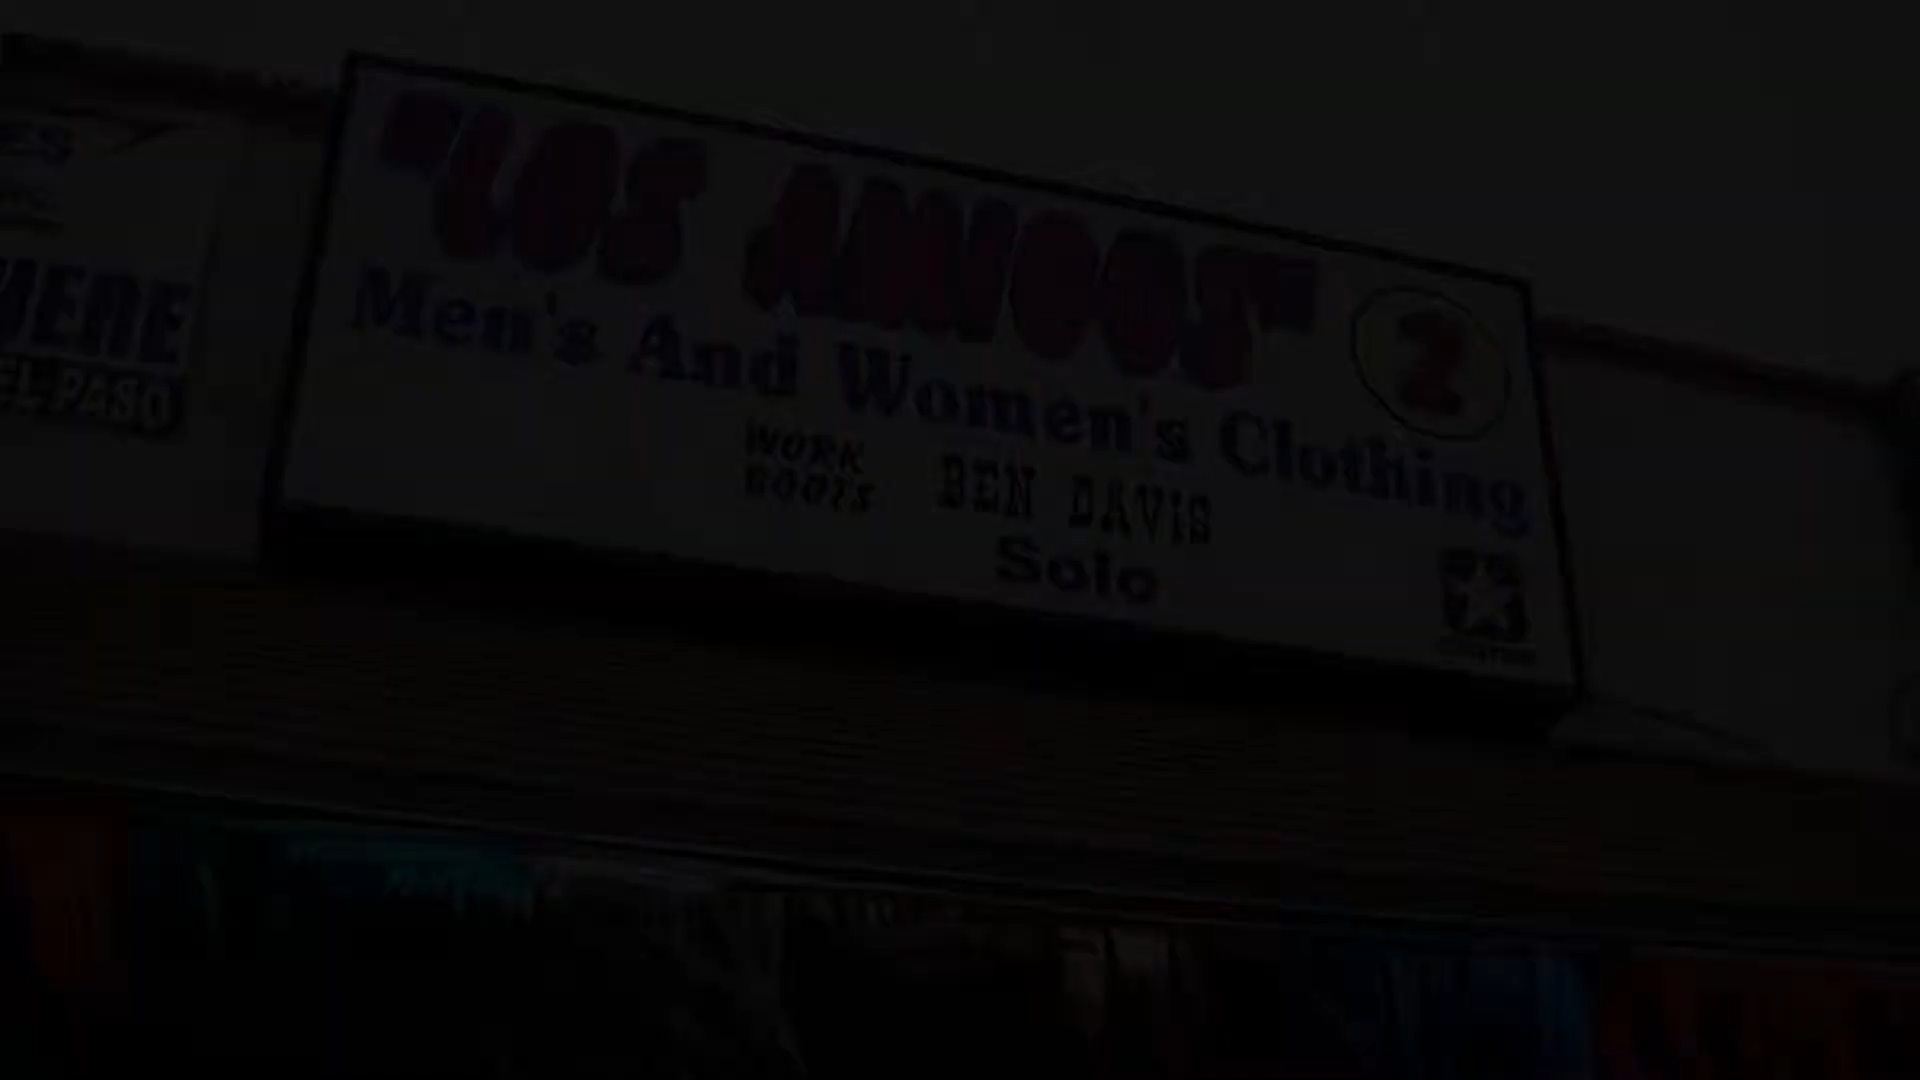 "LOS AMIGOS" 2
Men's And Women's Clothing
WORK
BOOTS
BEN DAVIS
Solo
EL PASO